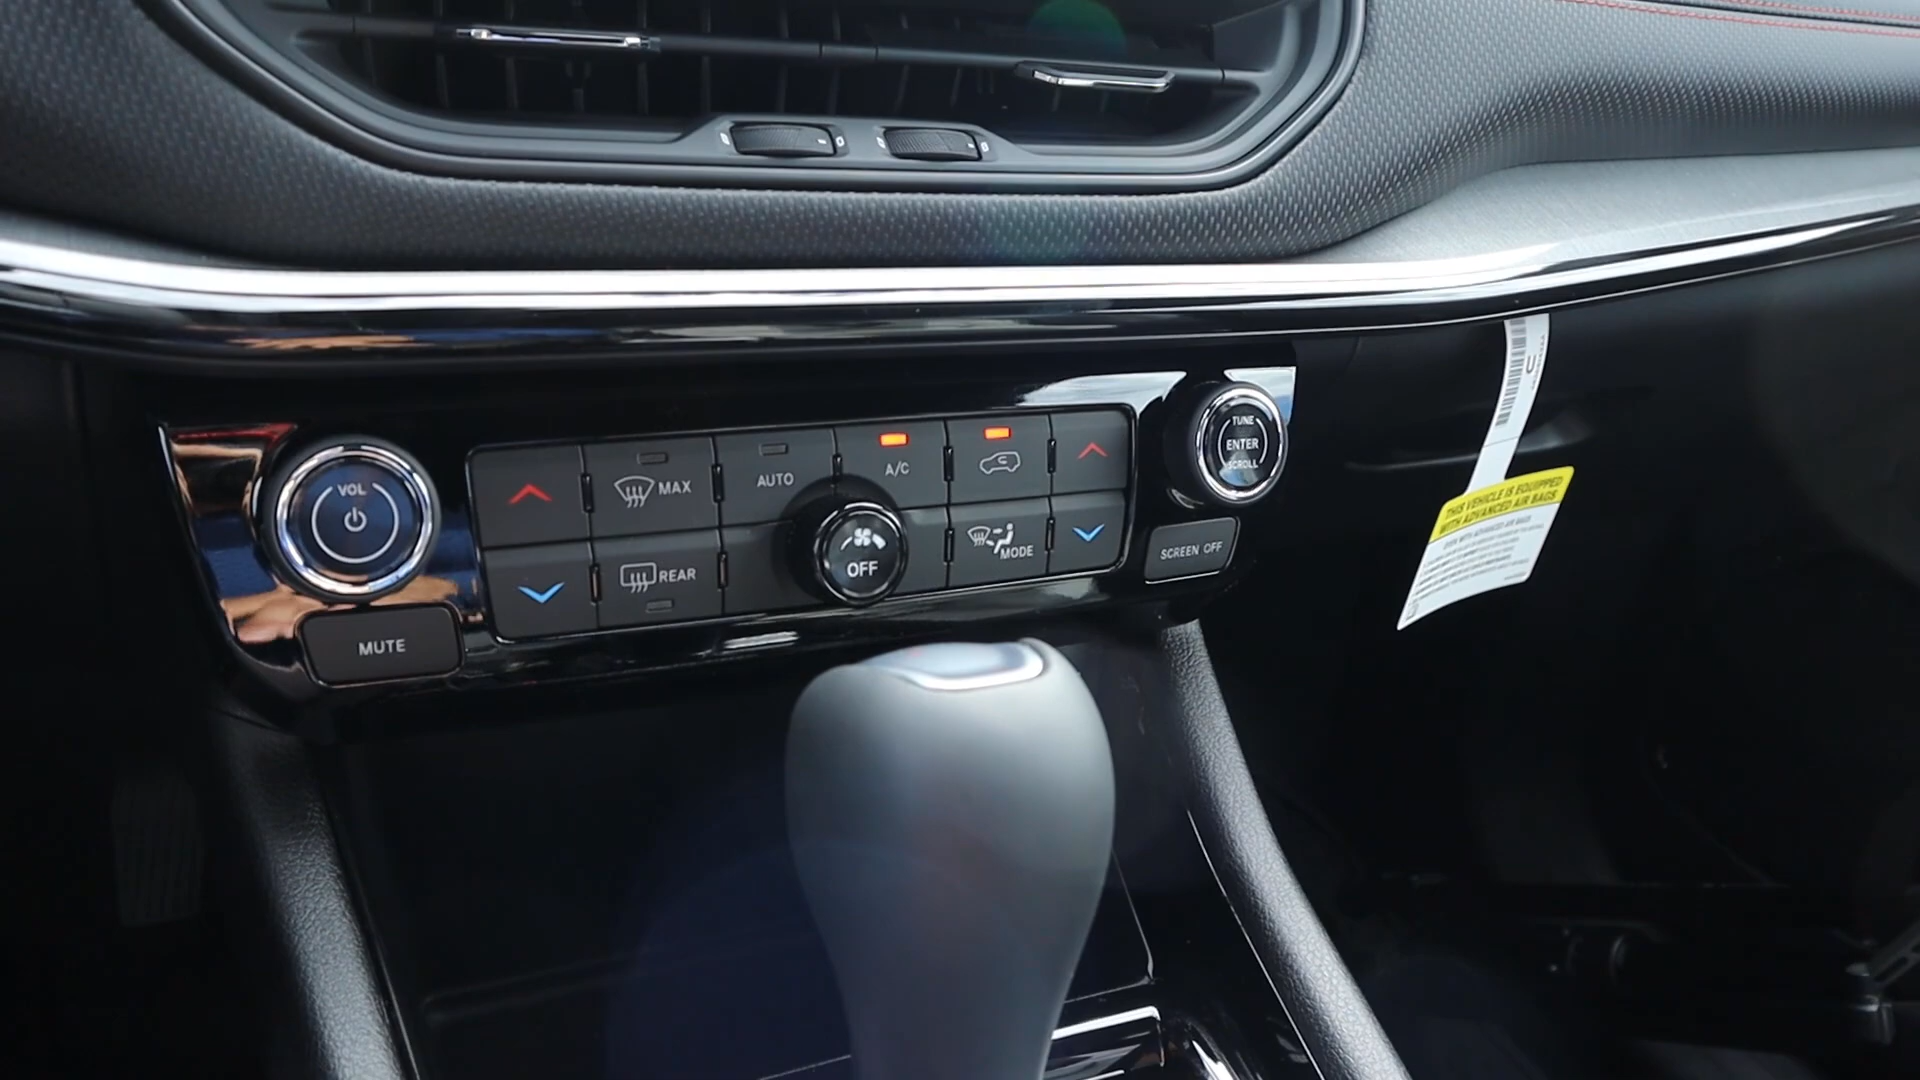 VOL
MAX
AUTO
A/C
TUNE
ENTER
SCROLL
REAR
OFF
MODE
SCREEN OFF
MUTE
THIS VEHICLE IS EQUIPPED
WITH ADVANCED AIR BAGS